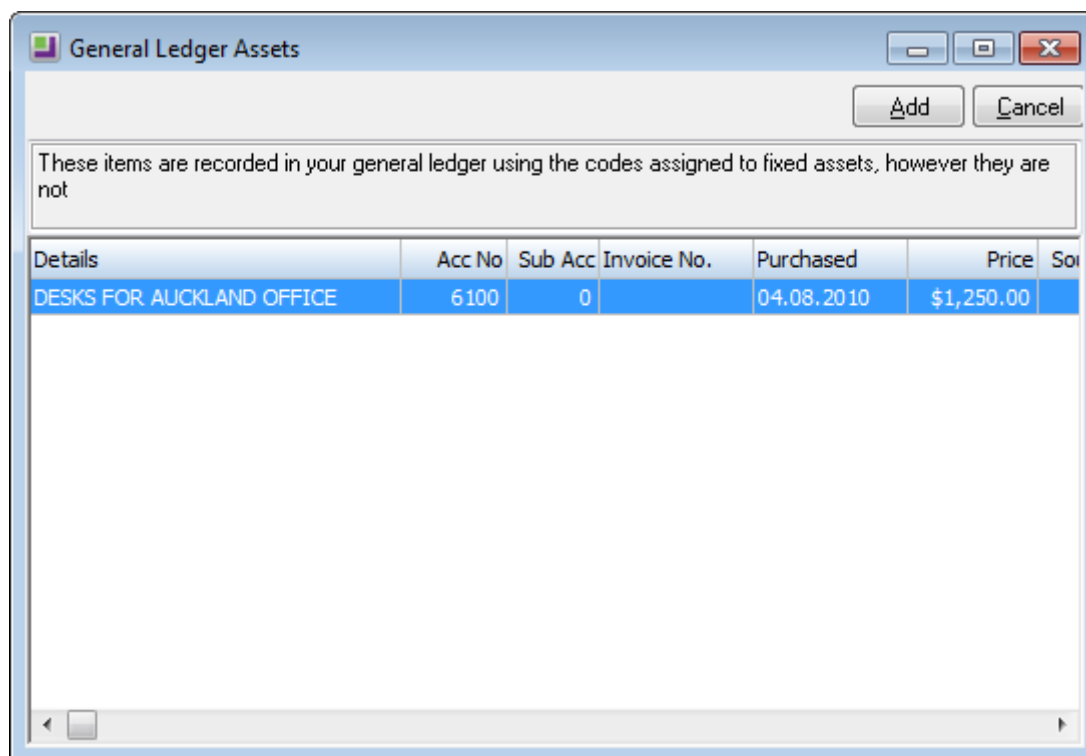 General Ledger Assets
Add Cancel
These items are recorded in your general ledger using the codes assigned to fixed assets, however they are
not
Details Acc No Sub Acc Invoice No. Purchased Price Sou
DESKS FOR AUCKLAND OFFICE 6100 0 04.08.2010 $1,250.00